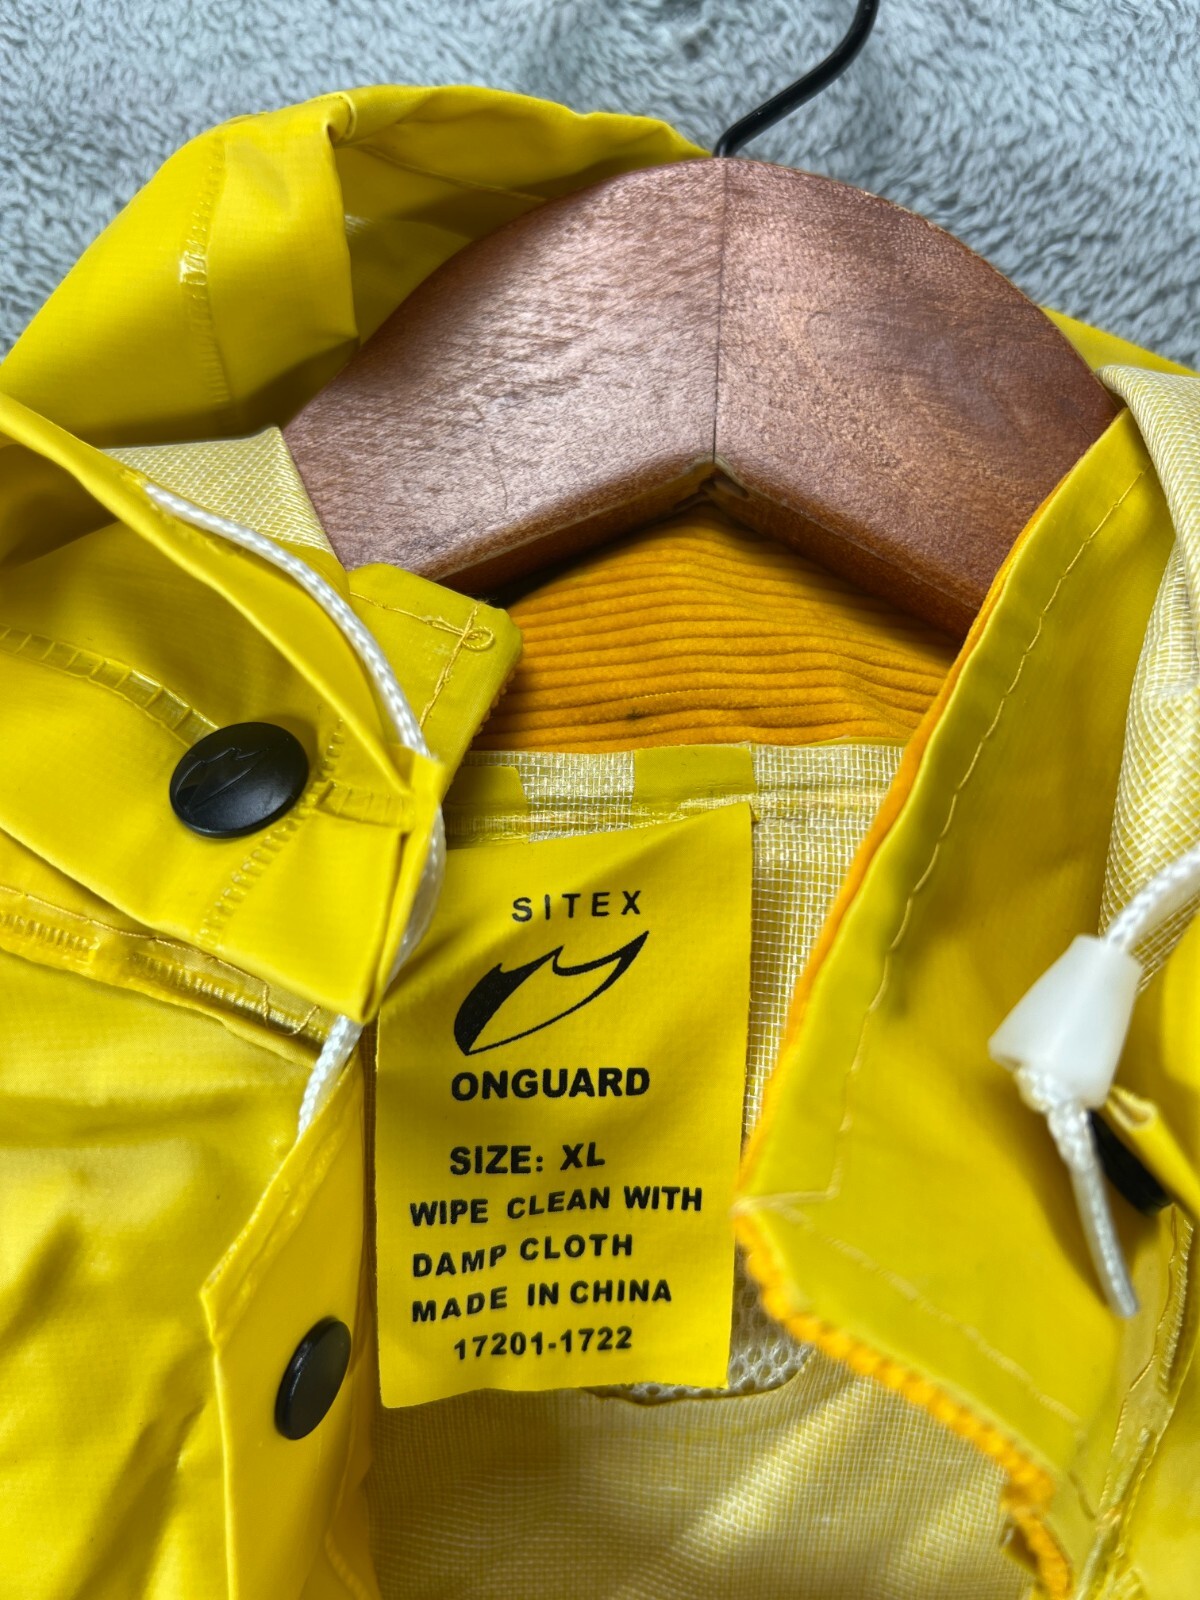 SITEX
ONGUARD
SIZE: XL
WIPE CLEAN WITH
DAMP CLOTH
MADE IN CHINA
17201-1722